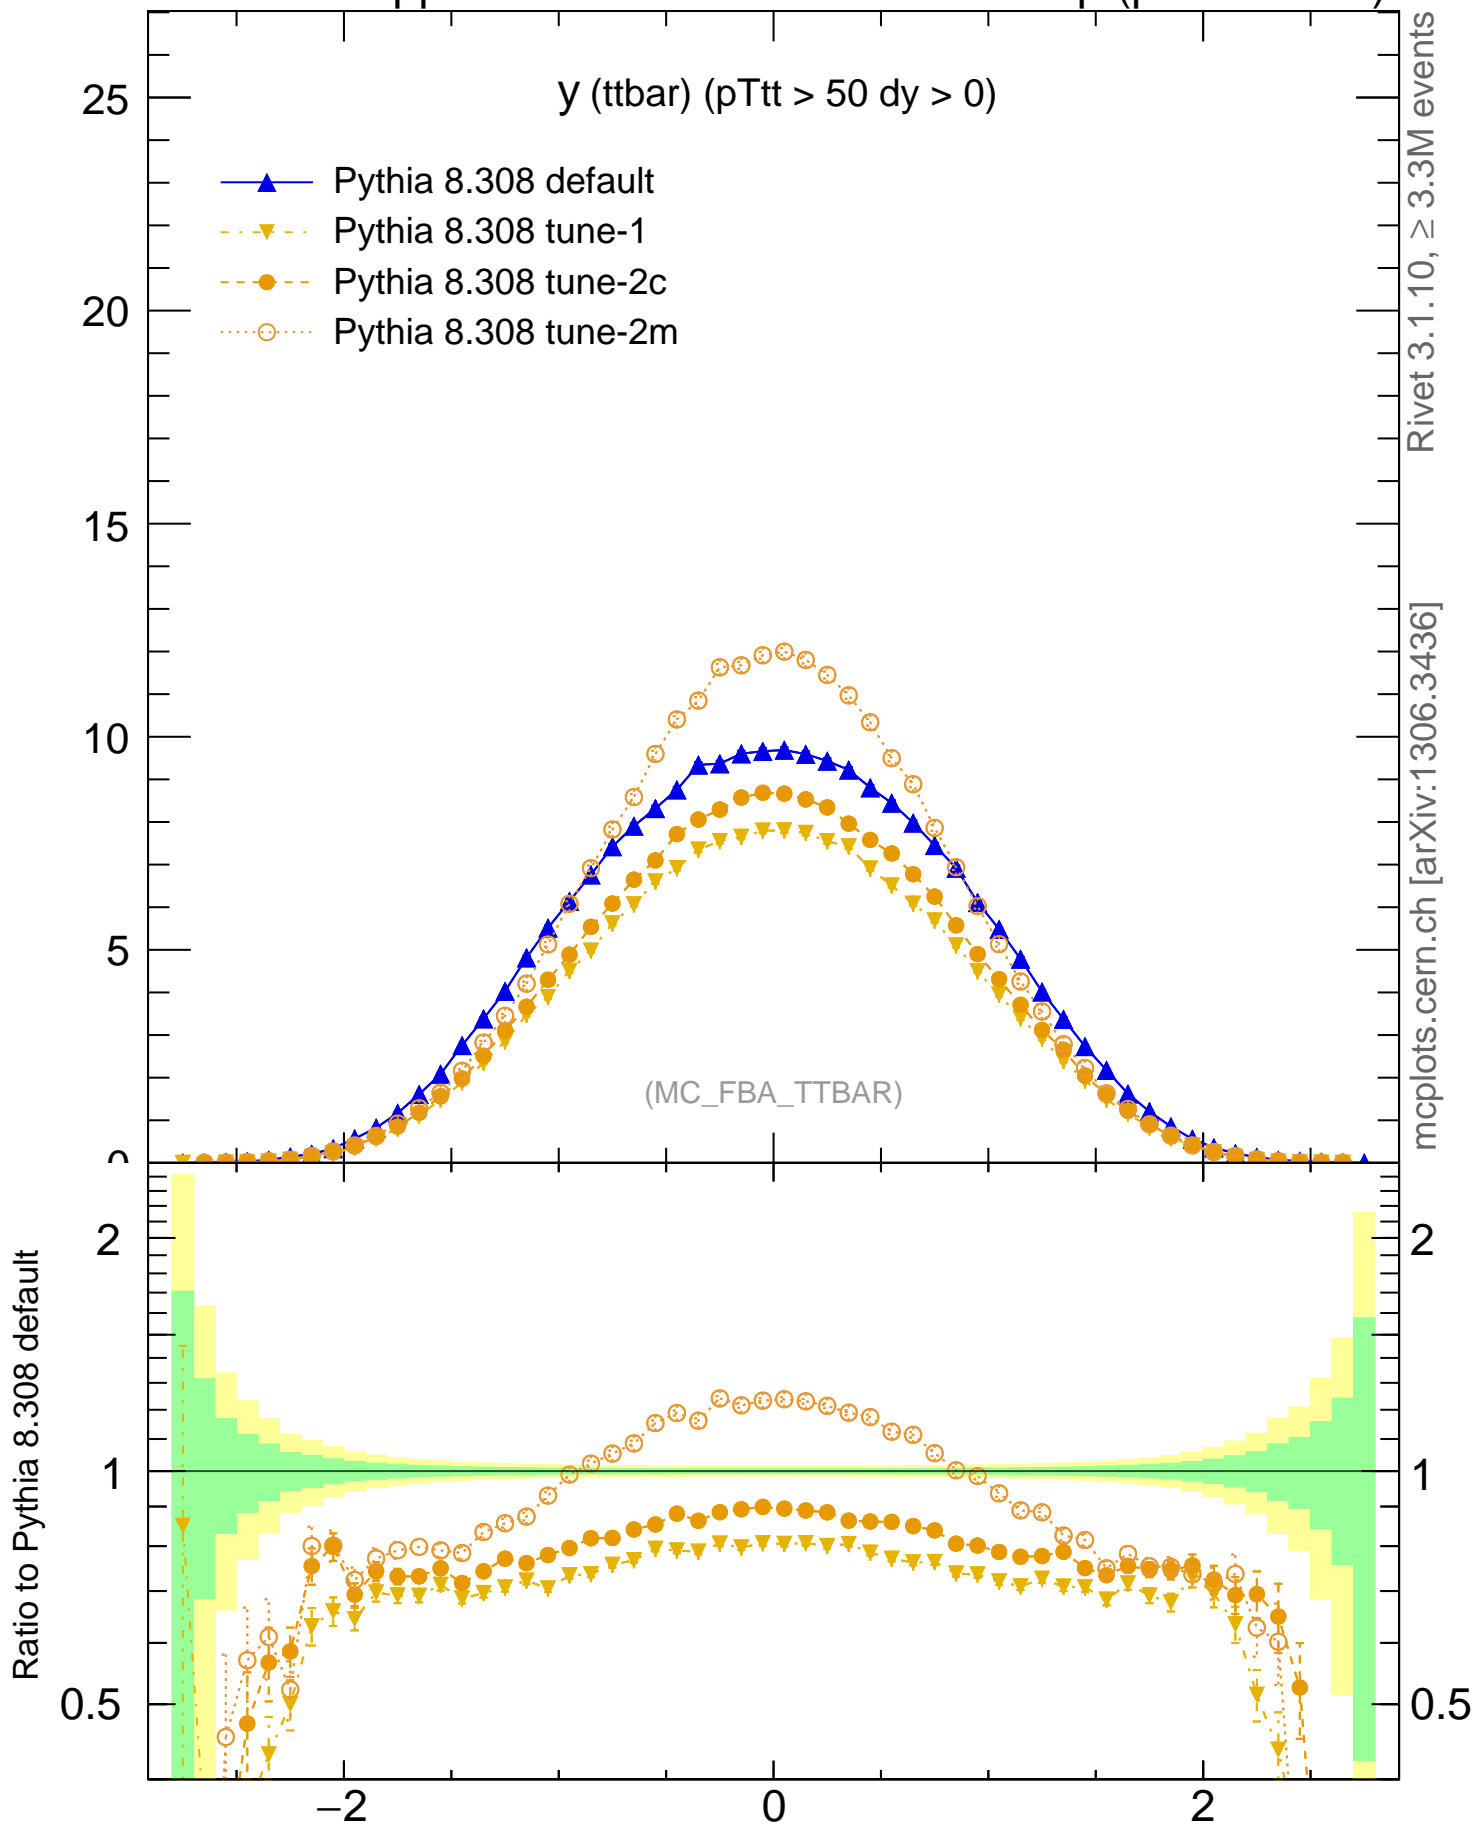 y (ttbar) (pTtt > 50 dy > 0)
Pythia 8.308 default
Pythia 8.308 tune-1
Pythia 8.308 tune-2c
Pythia 8.308 tune-2m
25
20
15
10
5
0
(MC_FBA_TTBAR)
Rivet 3.1.10, ≥ 3.3M events
mcplots.cern.ch [arXiv:1306.3436]
Ratio to Pythia 8.308 default
2
1
0.5
2
1
0.5
−2
0
2